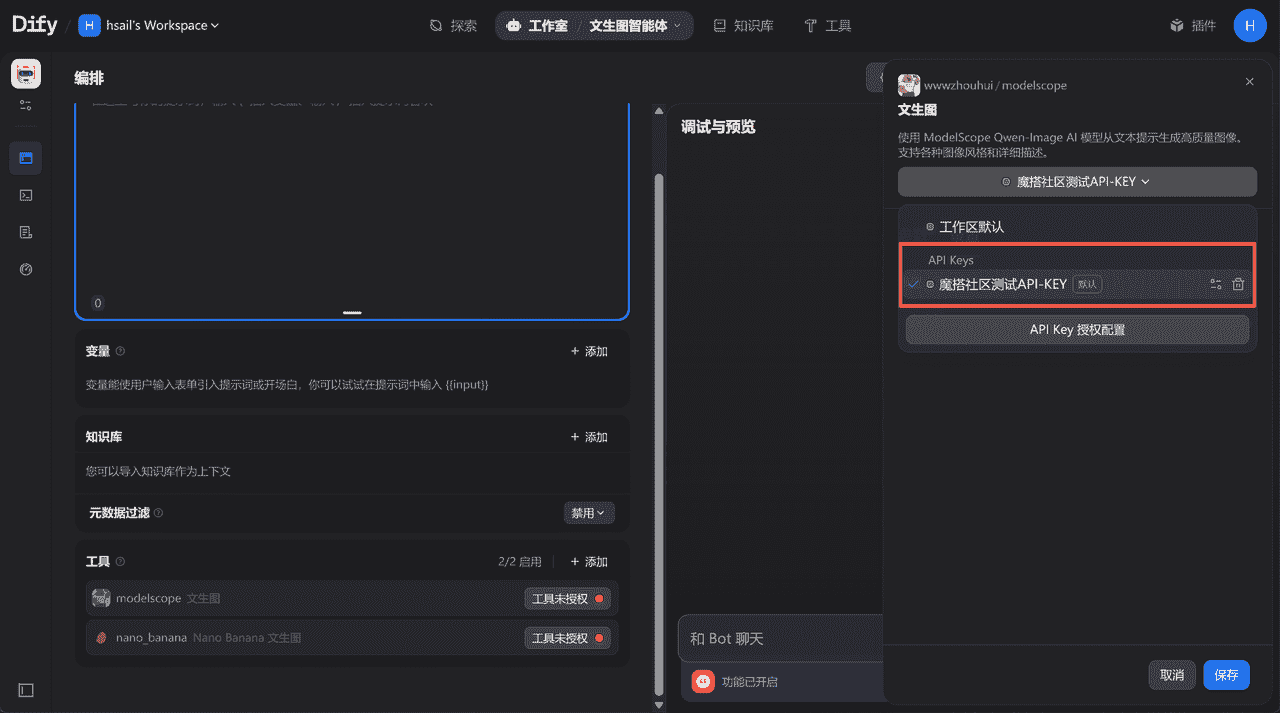 Dify / H hsail's Workspace
探索
工作室 / 文生图智能体
知识库
工具
插件
H
编排
0
变量
+ 添加
变量能使用户输入表单引入提示词或开场白，你可以试试在提示词中输入 {{input}}
知识库
+ 添加
您可以导入知识库作为上下文
元数据过滤
禁用
工具
2/2 启用
+ 添加
modelscope 文生图
工具未授权
nano_banana Nano Banana 文生图
工具未授权
调试与预览
和 Bot 聊天
功能已开启
wwwzhouhui / modelscope
文生图
使用 ModelScope Qwen-Image AI 模型从文本提示生成高质量图像。
支持各种图像风格和详细描述。
魔搭社区测试API-KEY
工作区默认
API Keys
魔搭社区测试API-KEY 默认
API Key 授权配置
取消
保存